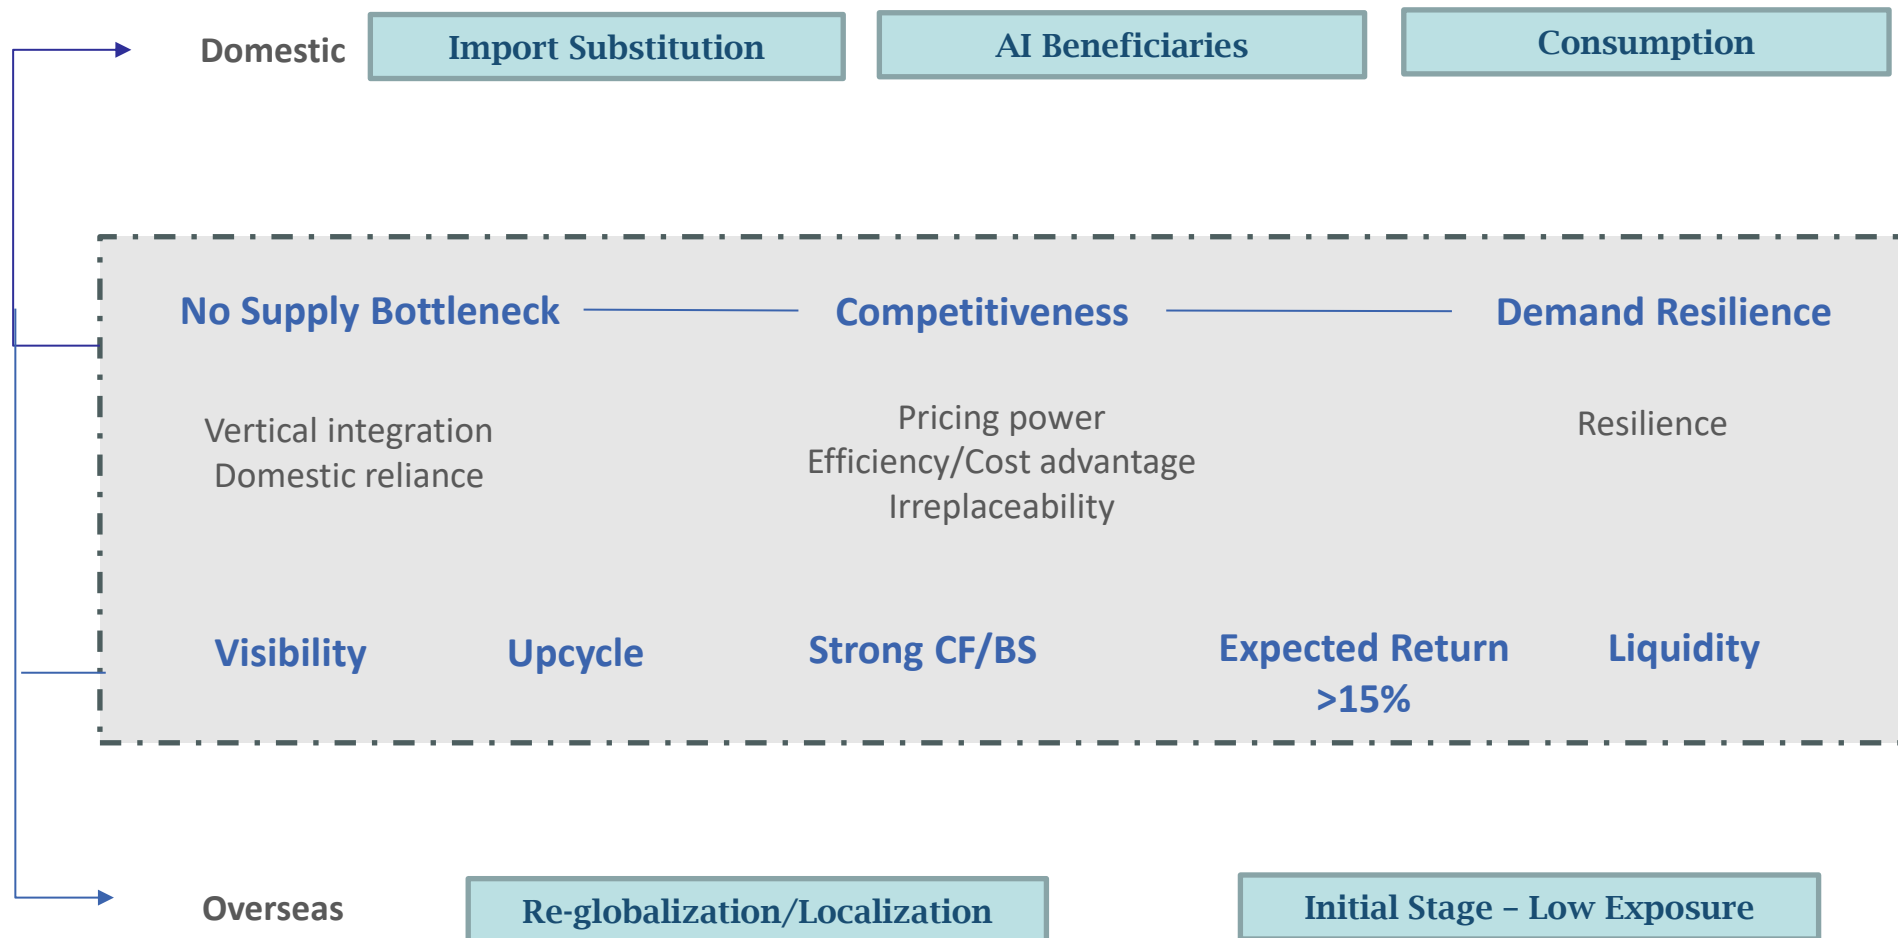 Domestic
Import Substitution
AI Beneficiaries
Consumption
No Supply Bottleneck
Competitiveness
Demand Resilience
Vertical integration
Domestic reliance
Pricing power
Efficiency/Cost advantage
Irreplaceability
Resilience
Visibility
Upcycle
Strong CF/BS
Expected Return
>15%
Liquidity
Overseas
Re-globalization/Localization
Initial Stage – Low Exposure